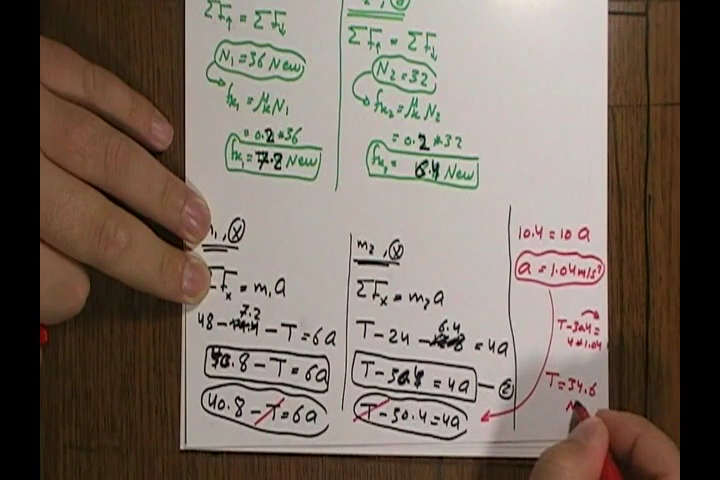 ΣF↑ = ΣF↓
N₁=36 New
fk₁ = μk N₁
= 0.2*36
fk₁ = 7.2 New
ΣF↑ = ΣF↓
N₂=32
fk₂ = μk N₂
= 0.2*32
fk₂ = 6.4 New
m₁, ⓧ
ΣFx = m₁a
7.2
48 - - T = 6a
40.8 - T = 6a
40.8 - T = 6a
m₂, ⓧ
ΣFx = m₂a
6.4
T - 24 - = 4a
T - 30.4 = 4a — ②
T - 30.4 = 4a
10.4 = 10 a
a = 1.04 m/s²
T - 30.4 =
4*1.04
T = 34.6